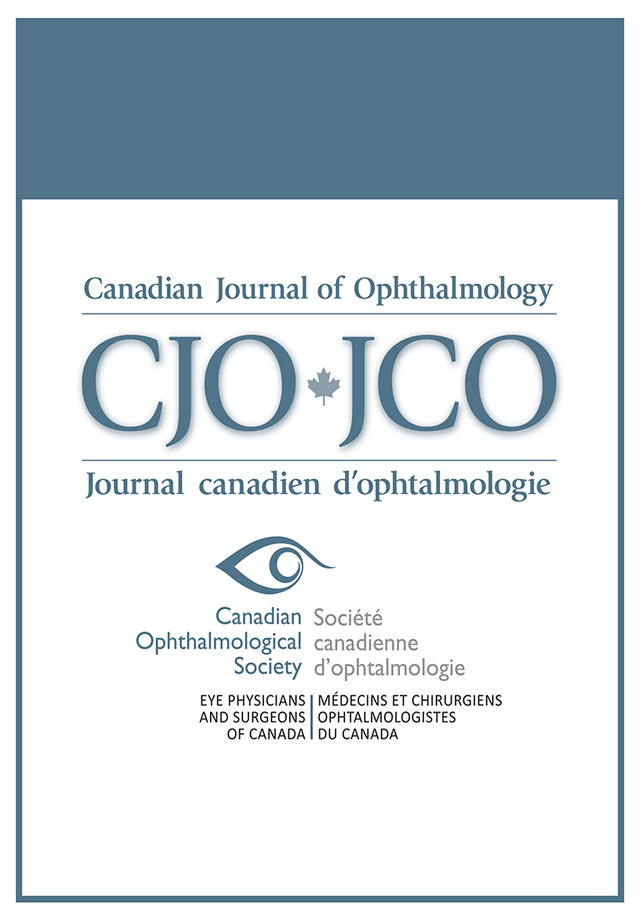 Canadian Journal of Ophthalmology
CJO JCO
Journal canadien d'ophtalmologie
Canadian
Ophthalmological
Society
Société
canadienne
d'ophtalmologie
EYE PHYSICIANS
AND SURGEONS
OF CANADA
MÉDECINS ET CHIRURGIENS
OPHTALMOLOGISTES
DU CANADA